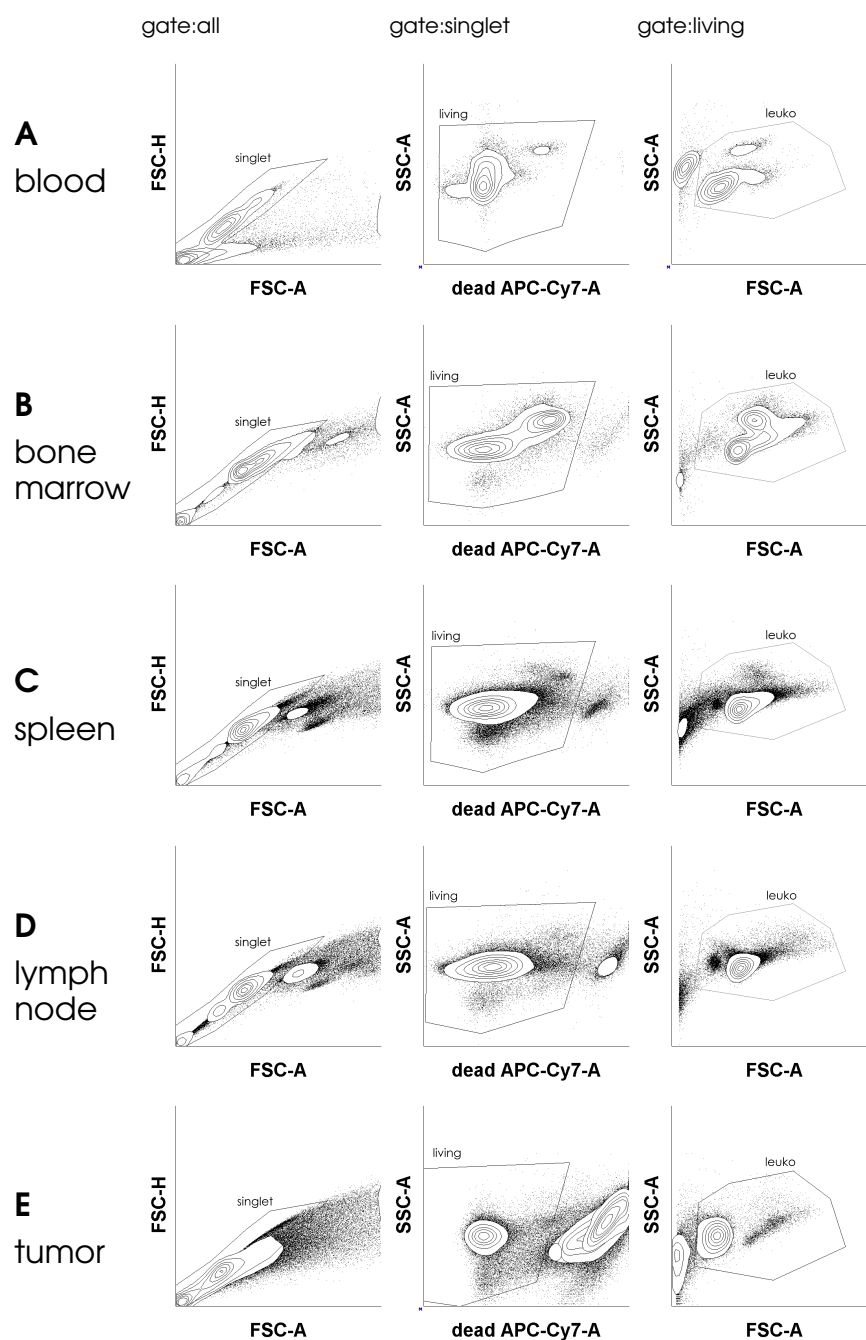 gate:all gate:singlet gate:living
A
blood
FSC-H
singlet
FSC-A
SSC-A
living
dead APC-Cy7-A
SSC-A
leuko
FSC-A
B
bone
marrow
FSC-H
singlet
FSC-A
SSC-A
living
dead APC-Cy7-A
SSC-A
leuko
FSC-A
C
spleen
FSC-H
singlet
FSC-A
SSC-A
living
dead APC-Cy7-A
SSC-A
leuko
FSC-A
D
lymph
node
FSC-H
singlet
FSC-A
SSC-A
living
dead APC-Cy7-A
SSC-A
leuko
FSC-A
E
tumor
FSC-H
singlet
FSC-A
SSC-A
living
dead APC-Cy7-A
SSC-A
leuko
FSC-A